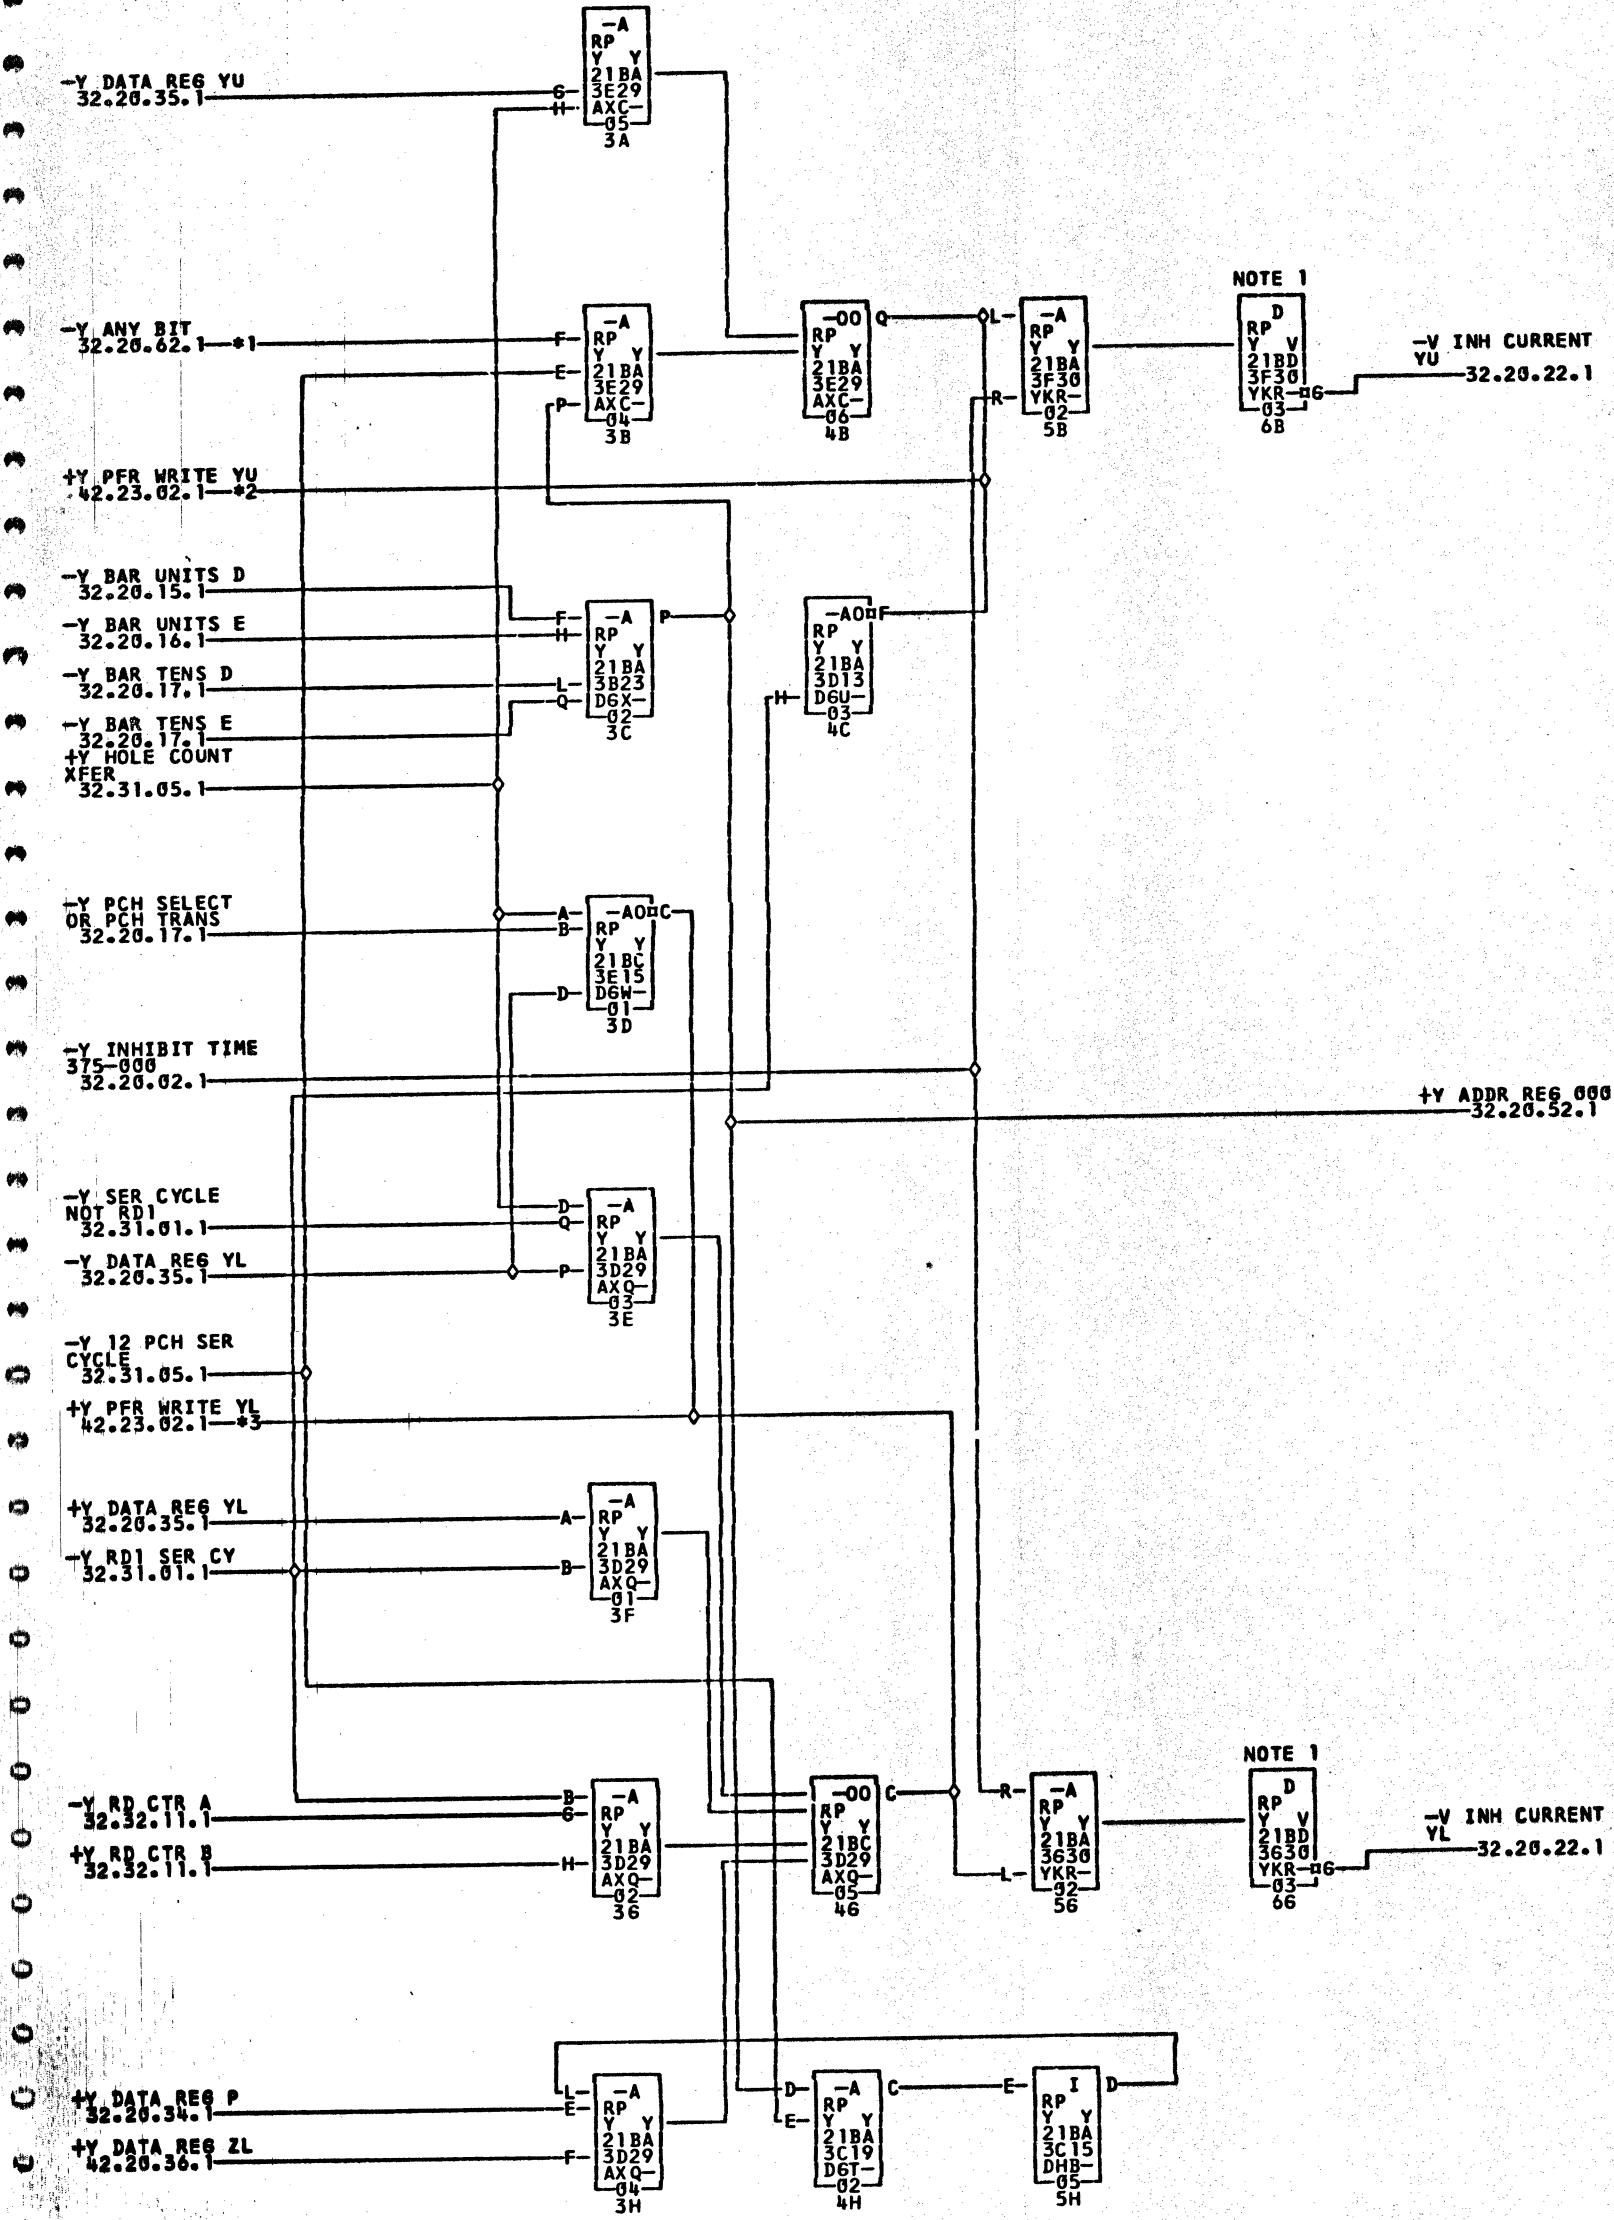 -A
RP
Y Y
21BA
3E29
AXC-
05
3A
-Y DATA REG YU
32.20.35.1
G-
H-
-Y ANY BIT
32.20.62.1-*1
F-
E-
P-
-A
RP
Y Y
21BA
3E29
AXC-
04
3B
-OO Q
RP
Y Y
21BA
3E29
AXC-
06
4B
L-
R-
-A
RP
Y Y
21BA
3F30
YKR-
02
5B
NOTE 1
D
RP
Y V
21BD
3F30
YKR-G
03
6B
-V INH CURRENT
YU
32.20.22.1
+Y PFR WRITE YU
42.23.02.1-*2
-Y BAR UNITS D
32.20.15.1
-Y BAR UNITS E
32.20.16.1
-Y BAR TENS D
32.20.17.1
-Y BAR TENS E
32.20.17.1
+Y HOLE COUNT
XFER
32.31.05.1
F-
H-
L-
Q-
-A P
RP
Y Y
21BA
3B23
D6X-
02
3C
H-
-AO F
RP
Y Y
21BA
3D13
D6U-
03
4C
-Y PCH SELECT
OR PCH TRANS
32.20.17.1
A-
B-
D-
-AO C
RP
Y Y
21BC
3E15
D6W-
01
3D
-Y INHIBIT TIME
375-000
32.20.02.1
+Y ADDR REG 000
32.20.52.1
-Y SER CYCLE
NOT RD1
32.31.01.1
-Y DATA REG YL
32.20.35.1
D-
Q-
P-
-A
RP
Y Y
21BA
3D29
AXQ-
03
3E
-Y 12 PCH SER
CYCLE
32.31.05.1
+Y PFR WRITE YL
42.23.02.1-*3
+Y DATA REG YL
32.20.35.1
-Y RD1 SER CY
32.31.01.1
A-
B-
-A
RP
Y Y
21BA
3D29
AXQ-
01
3F
-Y RD CTR A
32.32.11.1
+Y RD CTR B
32.32.11.1
B-
G-
H-
-A
RP
Y Y
21BA
3D29
AXQ-
02
3G
-OO C
RP
Y Y
21BC
3D29
AXQ-
05
4G
R-
L-
-A
RP
Y Y
21BA
3G30
YKR-
02
5G
NOTE 1
D
RP
Y V
21BD
3G30
YKR-G
03
6G
-V INH CURRENT
YL
32.20.22.1
+Y DATA REG P
32.20.34.1
+Y DATA REG ZL
42.20.36.1
L-
E-
F-
-A
RP
Y Y
21BA
3D29
AXQ-
04
3H
D-
E-
-A C
RP
Y Y
21BA
3C19
D6T-
02
4H
E-
I D
RP
Y Y
21BA
3C15
DHB-
05
5H